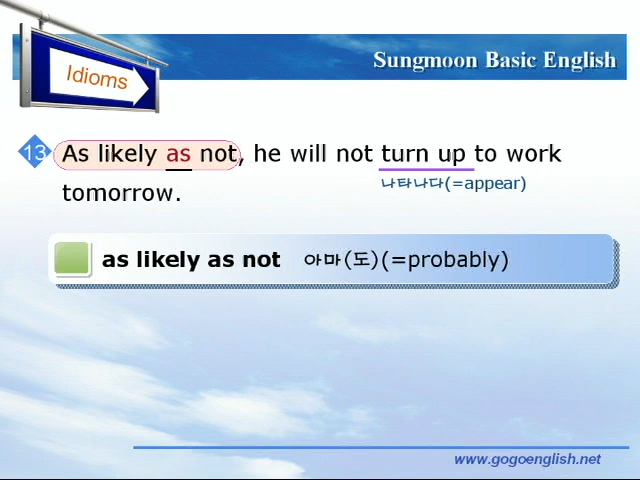 Sungmoon Basic English
Idioms
13 As likely as not, he will not turn up to work
나타나다(=appear)
tomorrow.
as likely as not 아마(도)(=probably)
www.gogoenglish.net